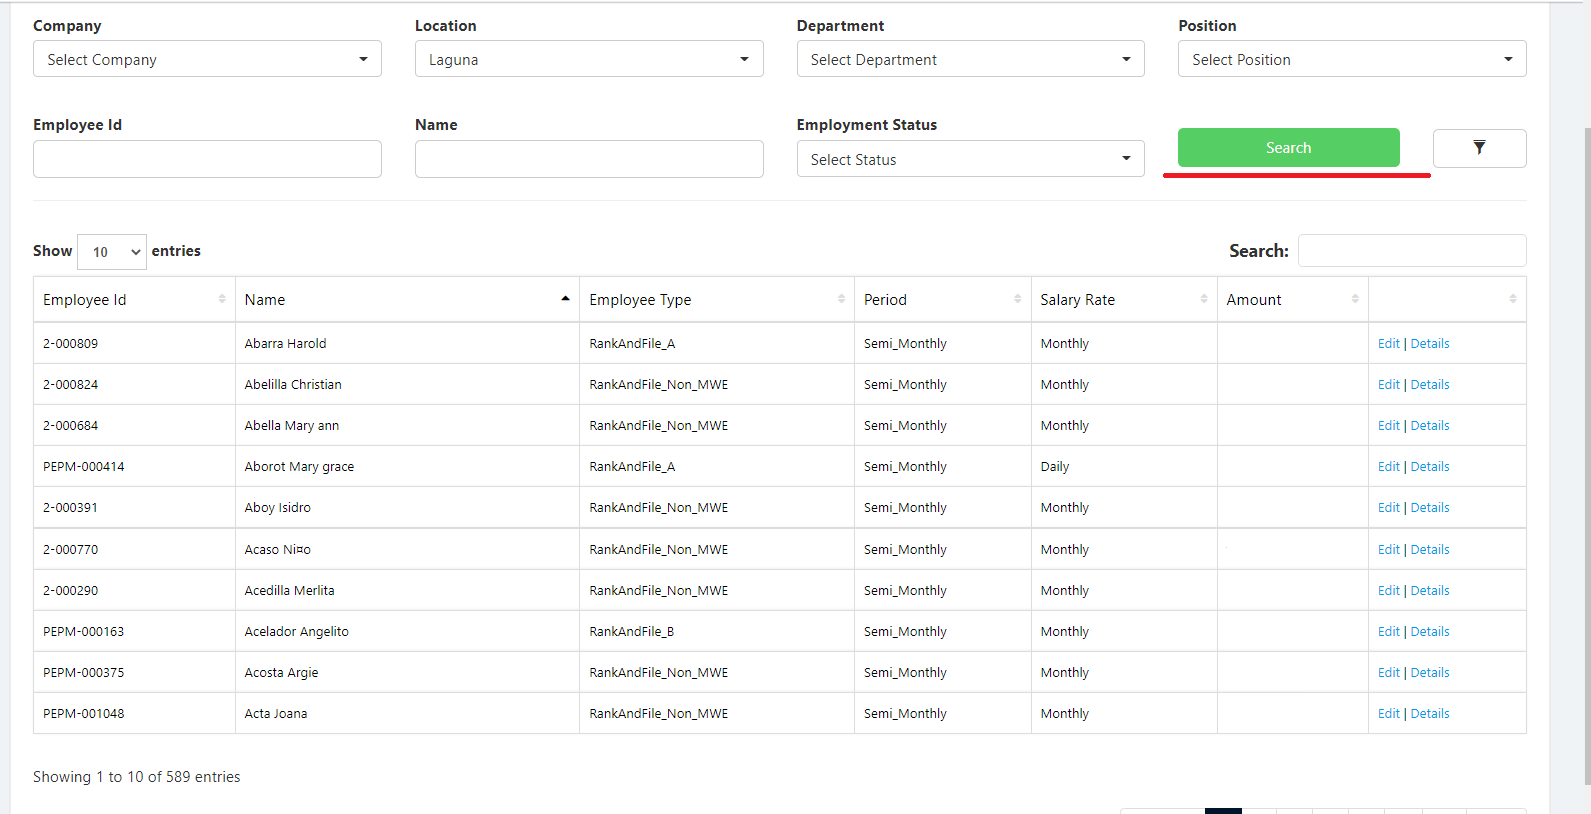 Company Location Department Position
Select Company Laguna Select Department Select Position
Employee Id Name Employment Status
Select Status Search
Show 10 entries Search:
Employee Id Name Employee Type Period Salary Rate Amount
2-000809 Abarra Harold RankAndFile_A Semi_Monthly Monthly Edit | Details
2-000824 Abelilla Christian RankAndFile_Non_MWE Semi_Monthly Monthly Edit | Details
2-000684 Abella Mary ann RankAndFile_Non_MWE Semi_Monthly Monthly Edit | Details
PEPM-000414 Aborot Mary grace RankAndFile_A Semi_Monthly Daily Edit | Details
2-000391 Aboy Isidro RankAndFile_Non_MWE Semi_Monthly Monthly Edit | Details
2-000770 Acaso Ni¤o RankAndFile_Non_MWE Semi_Monthly Monthly Edit | Details
2-000290 Acedilla Merlita RankAndFile_Non_MWE Semi_Monthly Monthly Edit | Details
PEPM-000163 Acelador Angelito RankAndFile_B Semi_Monthly Monthly Edit | Details
PEPM-000375 Acosta Argie RankAndFile_Non_MWE Semi_Monthly Monthly Edit | Details
PEPM-001048 Acta Joana RankAndFile_Non_MWE Semi_Monthly Monthly Edit | Details
Showing 1 to 10 of 589 entries